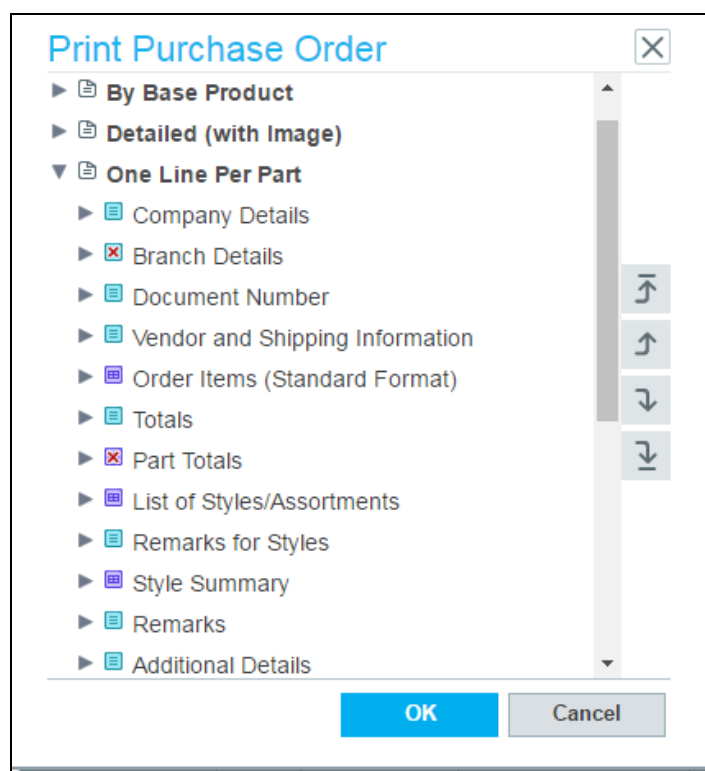 Print Purchase Order
By Base Product
Detailed (with Image)
One Line Per Part
Company Details
Branch Details
Document Number
Vendor and Shipping Information
Order Items (Standard Format)
Totals
Part Totals
List of Styles/Assortments
Remarks for Styles
Style Summary
Remarks
Additional Details
OK Cancel